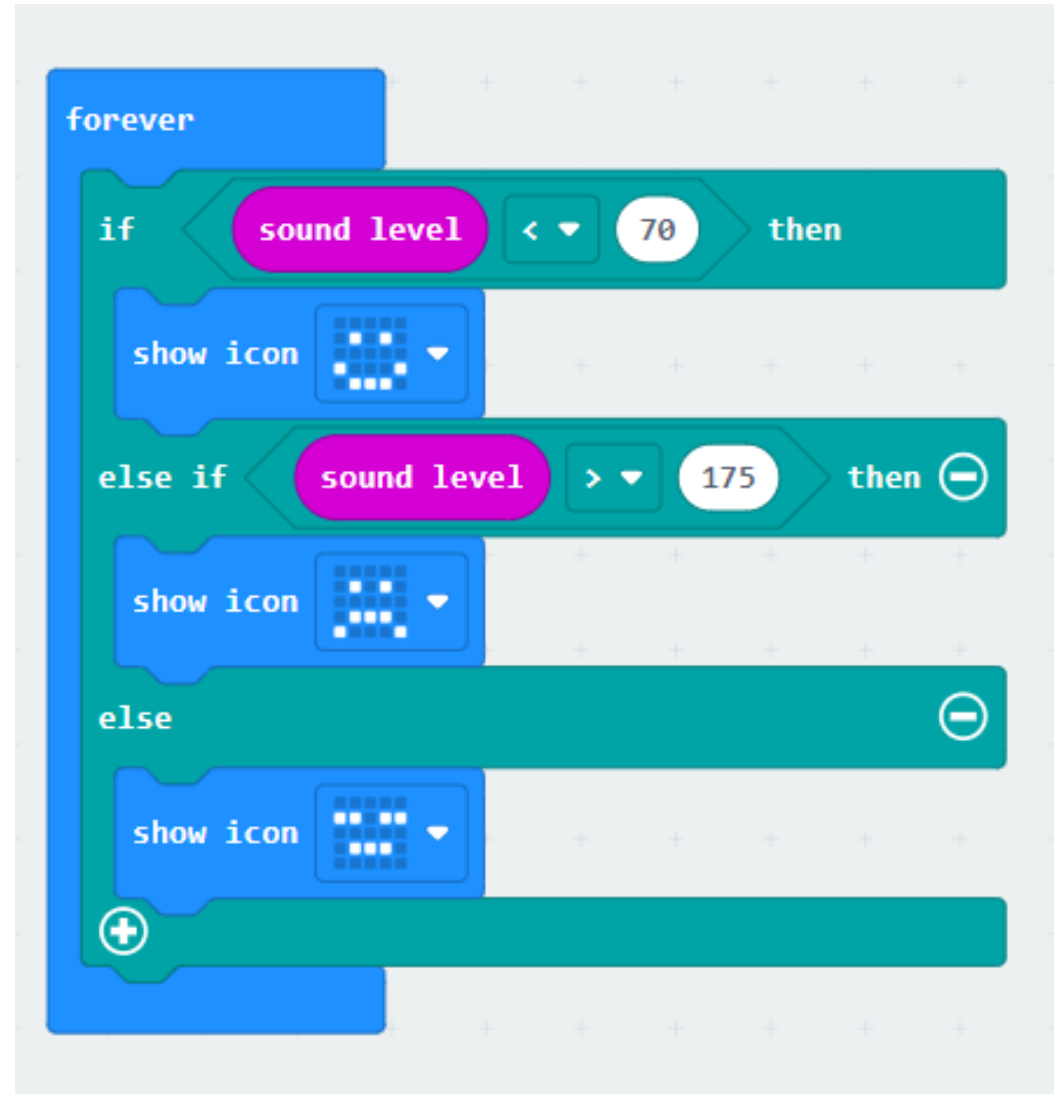 forever
if sound level < 70 then
show icon
else if sound level > 175 then
show icon
else
show icon